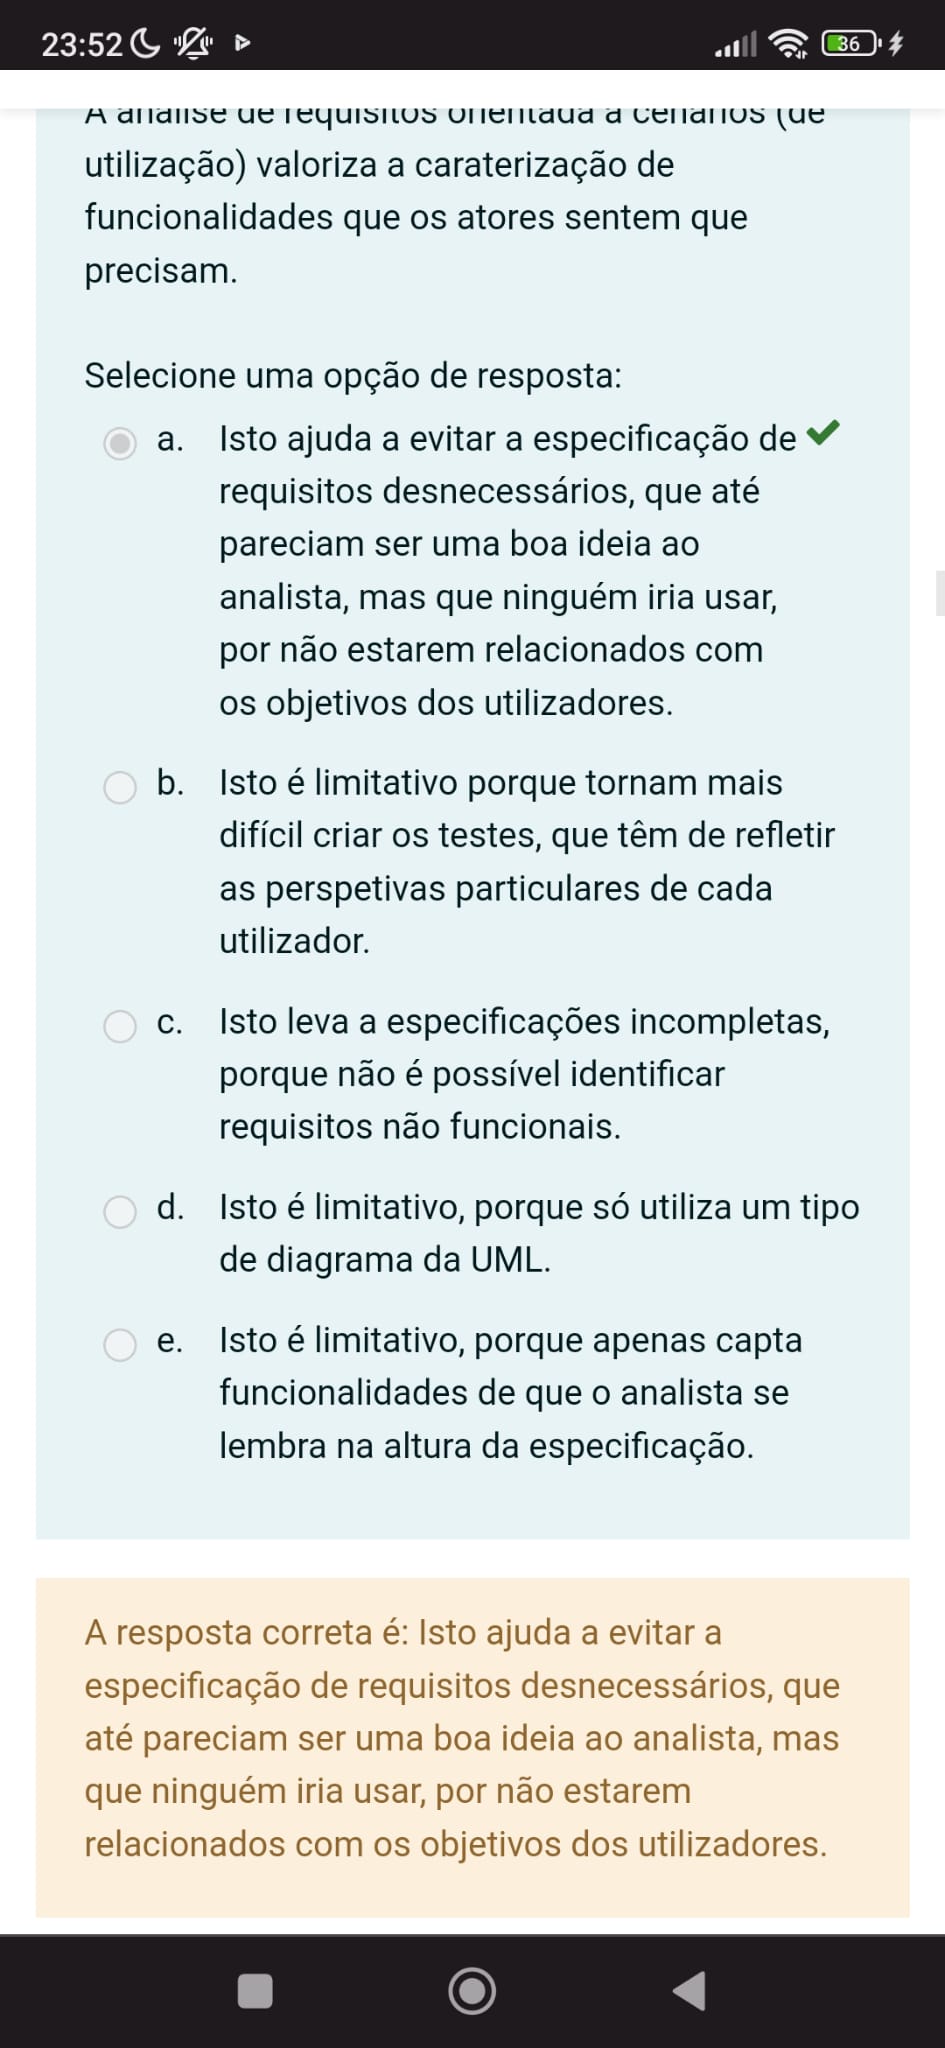 23:52
36
A análise de requisitos orientada a cenários (de
utilização) valoriza a caraterização de
funcionalidades que os atores sentem que
precisam.
Selecione uma opção de resposta:
a. Isto ajuda a evitar a especificação de
requisitos desnecessários, que até
pareciam ser uma boa ideia ao
analista, mas que ninguém iria usar,
por não estarem relacionados com
os objetivos dos utilizadores.
b. Isto é limitativo porque tornam mais
difícil criar os testes, que têm de refletir
as perspetivas particulares de cada
utilizador.
c. Isto leva a especificações incompletas,
porque não é possível identificar
requisitos não funcionais.
d. Isto é limitativo, porque só utiliza um tipo
de diagrama da UML.
e. Isto é limitativo, porque apenas capta
funcionalidades de que o analista se
lembra na altura da especificação.
A resposta correta é: Isto ajuda a evitar a
especificação de requisitos desnecessários, que
até pareciam ser uma boa ideia ao analista, mas
que ninguém iria usar, por não estarem
relacionados com os objetivos dos utilizadores.